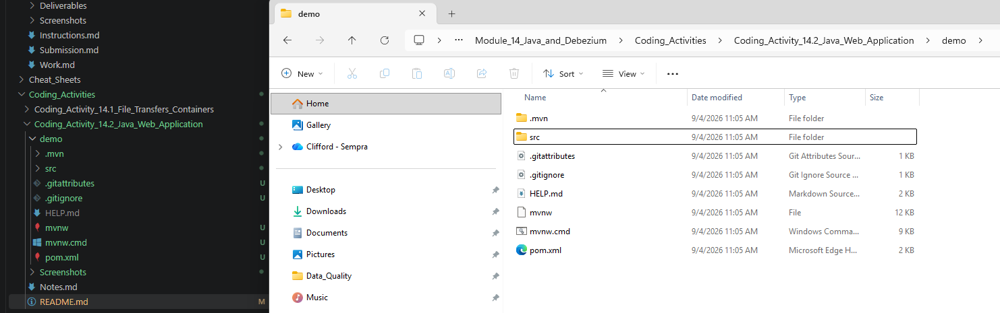 Deliverables
Screenshots
Instructions.md
Submission.md
Work.md
Cheat_Sheets
Coding_Activities
Coding_Activity_14.1_File_Transfers_Containers
Coding_Activity_14.2_Java_Web_Application
demo
.mvn
src
.gitattributes U
.gitignore U
HELP.md
mvnw U
mvnw.cmd U
pom.xml U
Screenshots
Notes.md
README.md M
demo
... Module_14_Java_and_Debezium > Coding_Activities > Coding_Activity_14.2_Java_Web_Application > demo >
New Sort View ...
Home
Gallery
Clifford - Sempra
Desktop
Downloads
Documents
Pictures
Data_Quality
Music
Name Date modified Type Size
.mvn 9/4/2026 11:05 AM File folder
src 9/4/2026 11:05 AM File folder
.gitattributes 9/4/2026 11:05 AM Git Attributes Sour... 1 KB
.gitignore 9/4/2026 11:05 AM Git Ignore Source ... 1 KB
HELP.md 9/4/2026 11:05 AM Markdown Source... 2 KB
mvnw 9/4/2026 11:05 AM File 12 KB
mvnw.cmd 9/4/2026 11:05 AM Windows Comma... 9 KB
pom.xml 9/4/2026 11:05 AM Microsoft Edge H... 2 KB